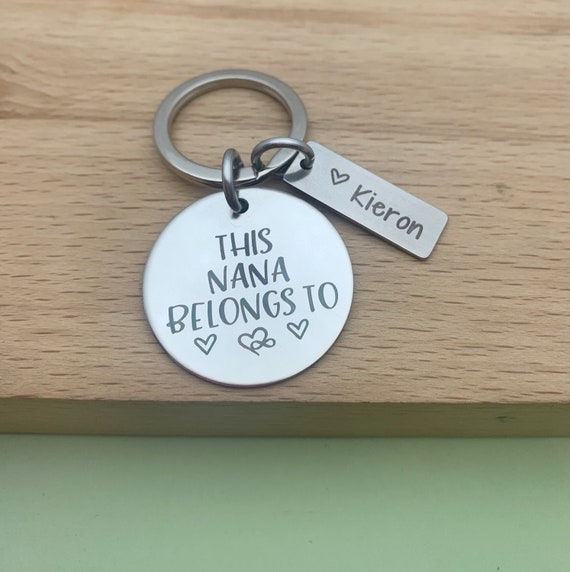 THIS
NANA
BELONGS TO
Kieron